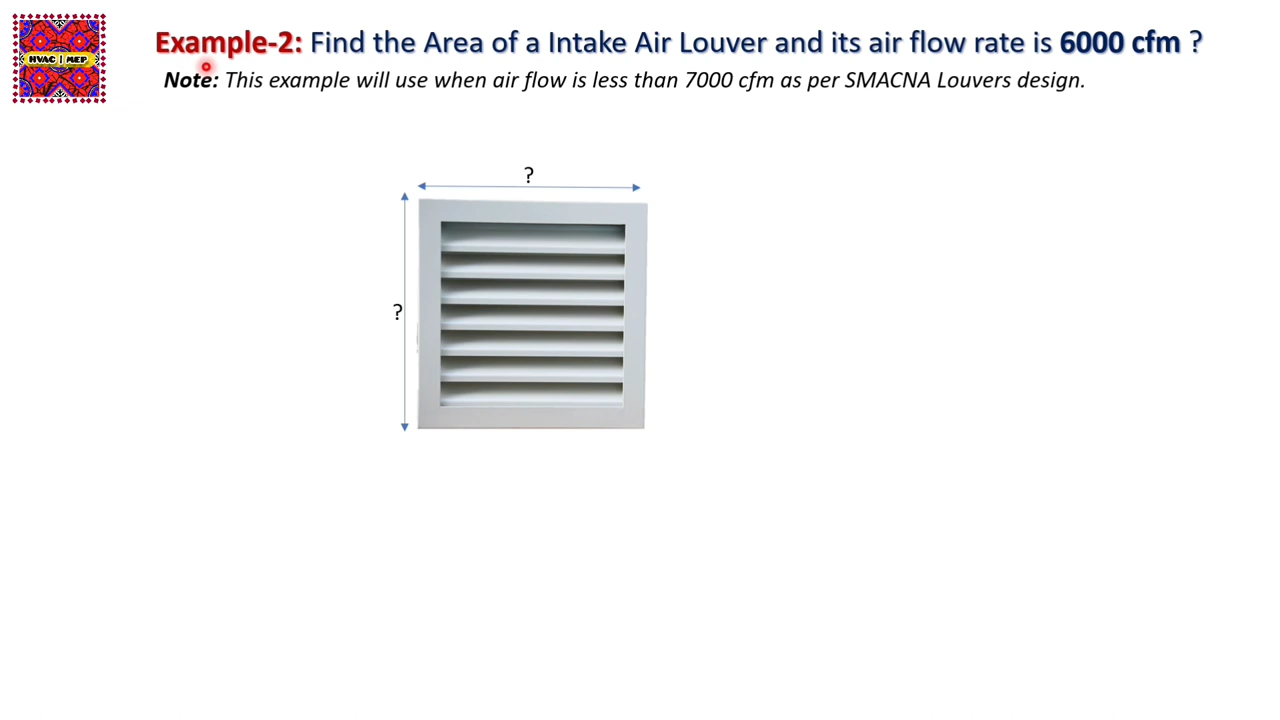 HVAC | MEP
Example-2: Find the Area of a Intake Air Louver and its air flow rate is 6000 cfm ?
Note: This example will use when air flow is less than 7000 cfm as per SMACNA Louvers design.
?
?